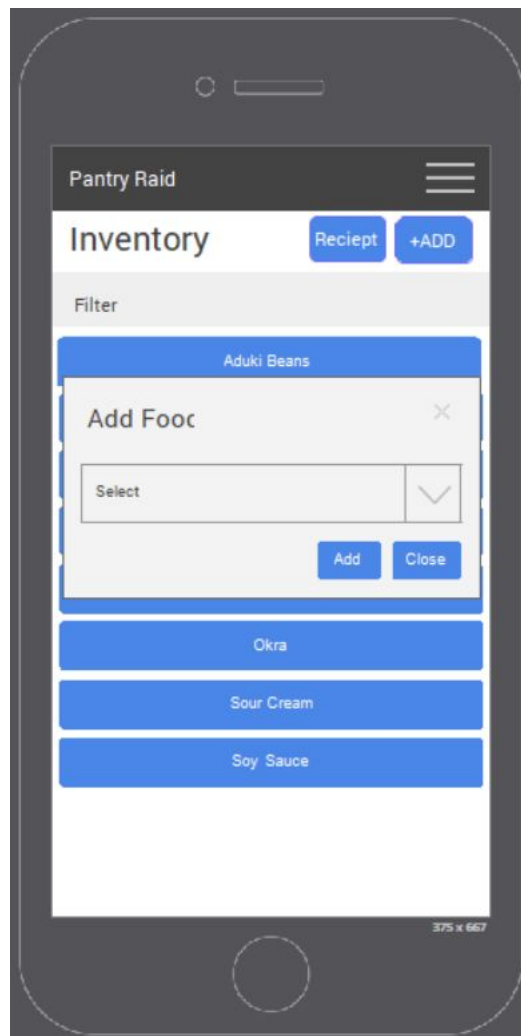 Pantry Raid
Inventory
Reciept
+ADD
Filter
Aduki Beans
Add Fooc
Select
Add
Close
Okra
Sour Cream
Soy Sauce
375 x 667